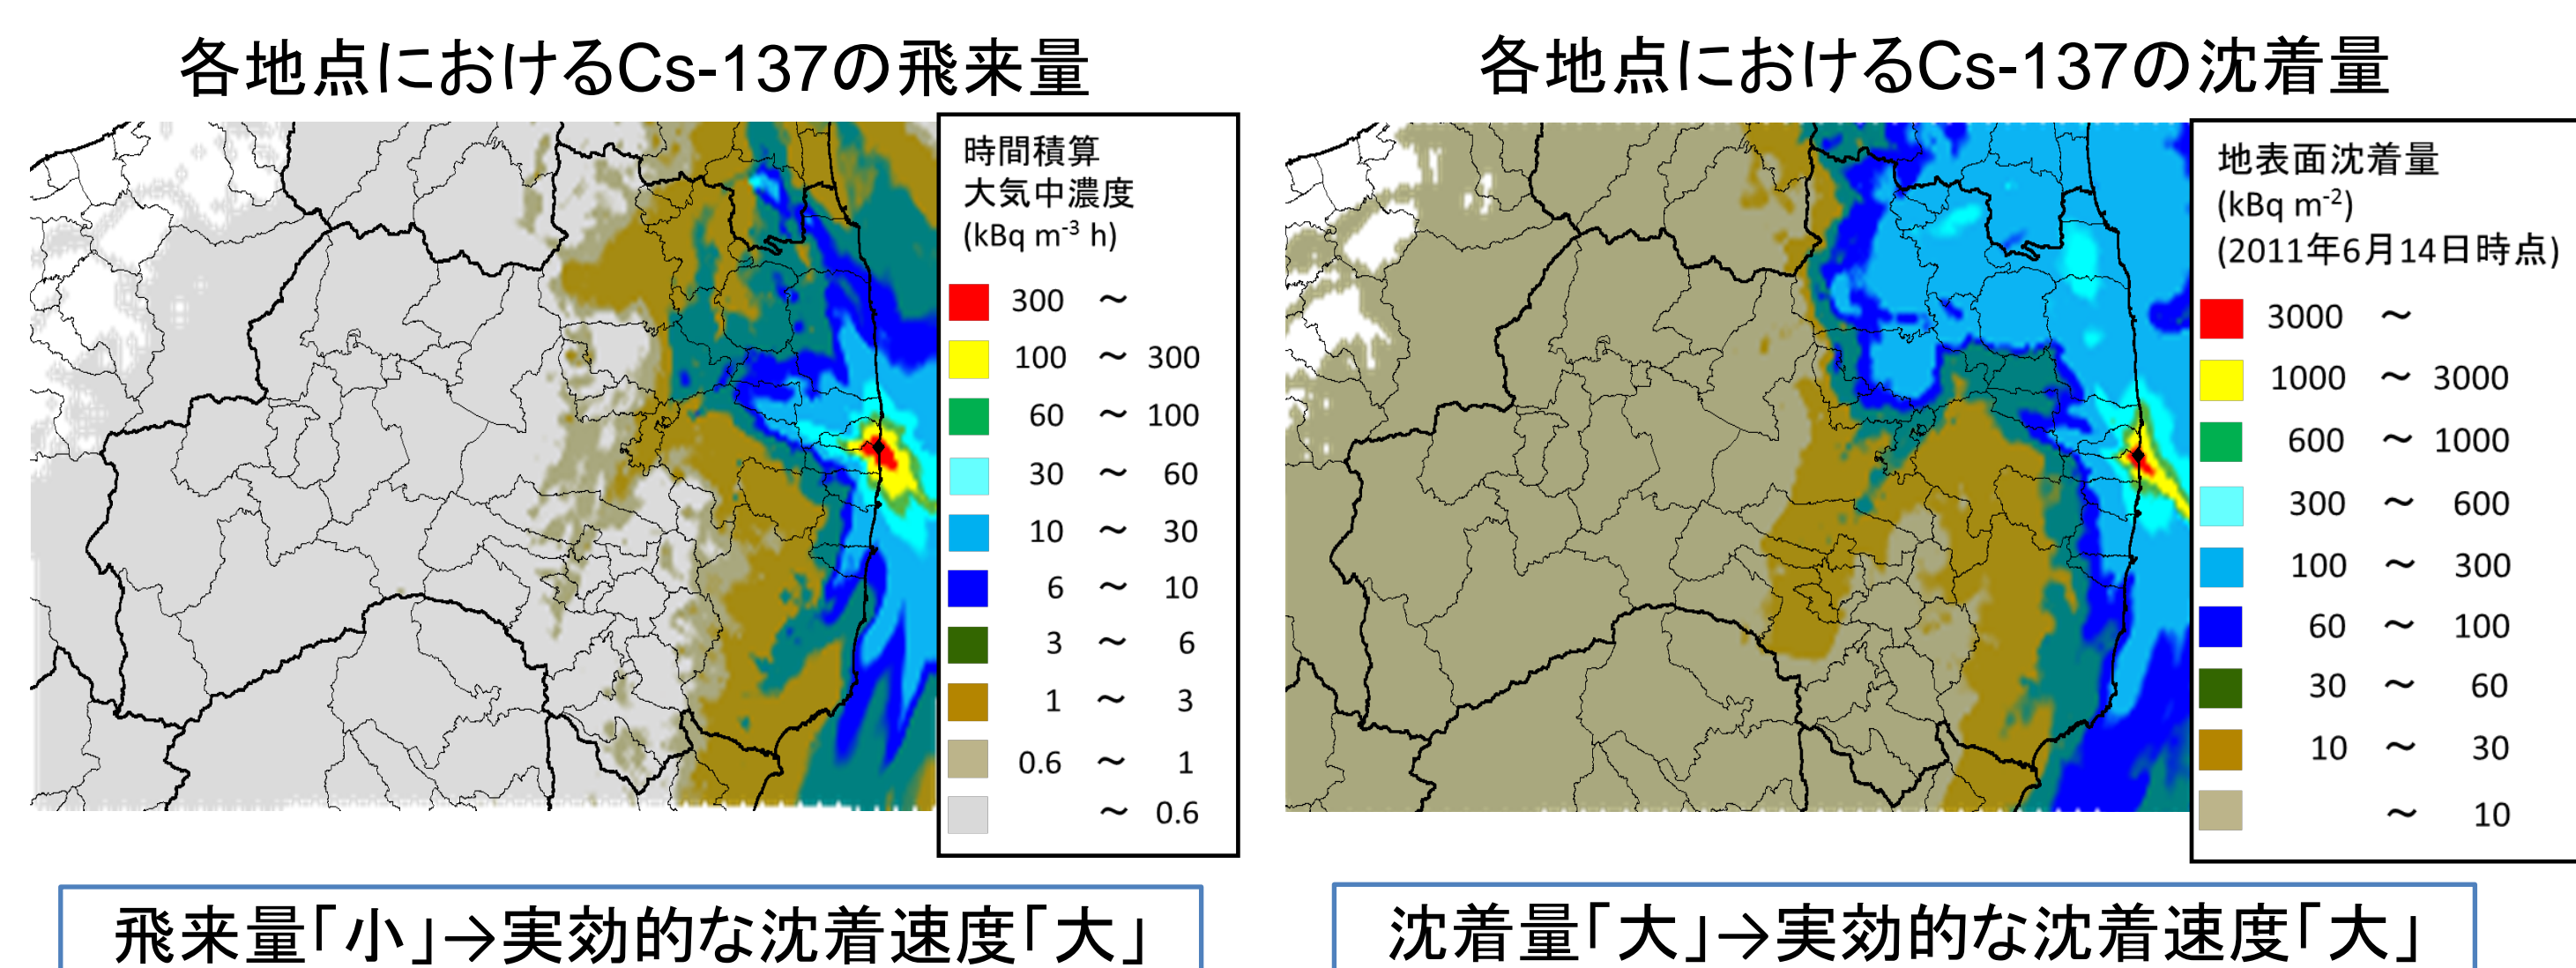 各地点におけるCs-137の飛来量
時間積算
大気中濃度
(kBq m-3 h)
300 ～
100 ～ 300
60 ～ 100
30 ～ 60
10 ～ 30
6 ～ 10
3 ～ 6
1 ～ 3
0.6 ～ 1
～ 0.6
飛来量「小」→実効的な沈着速度「大」
各地点におけるCs-137の沈着量
地表面沈着量
(kBq m-2)
(2011年6月14日時点)
3000 ～
1000 ～ 3000
600 ～ 1000
300 ～ 600
100 ～ 300
60 ～ 100
30 ～ 60
10 ～ 30
～ 10
沈着量「大」→実効的な沈着速度「大」